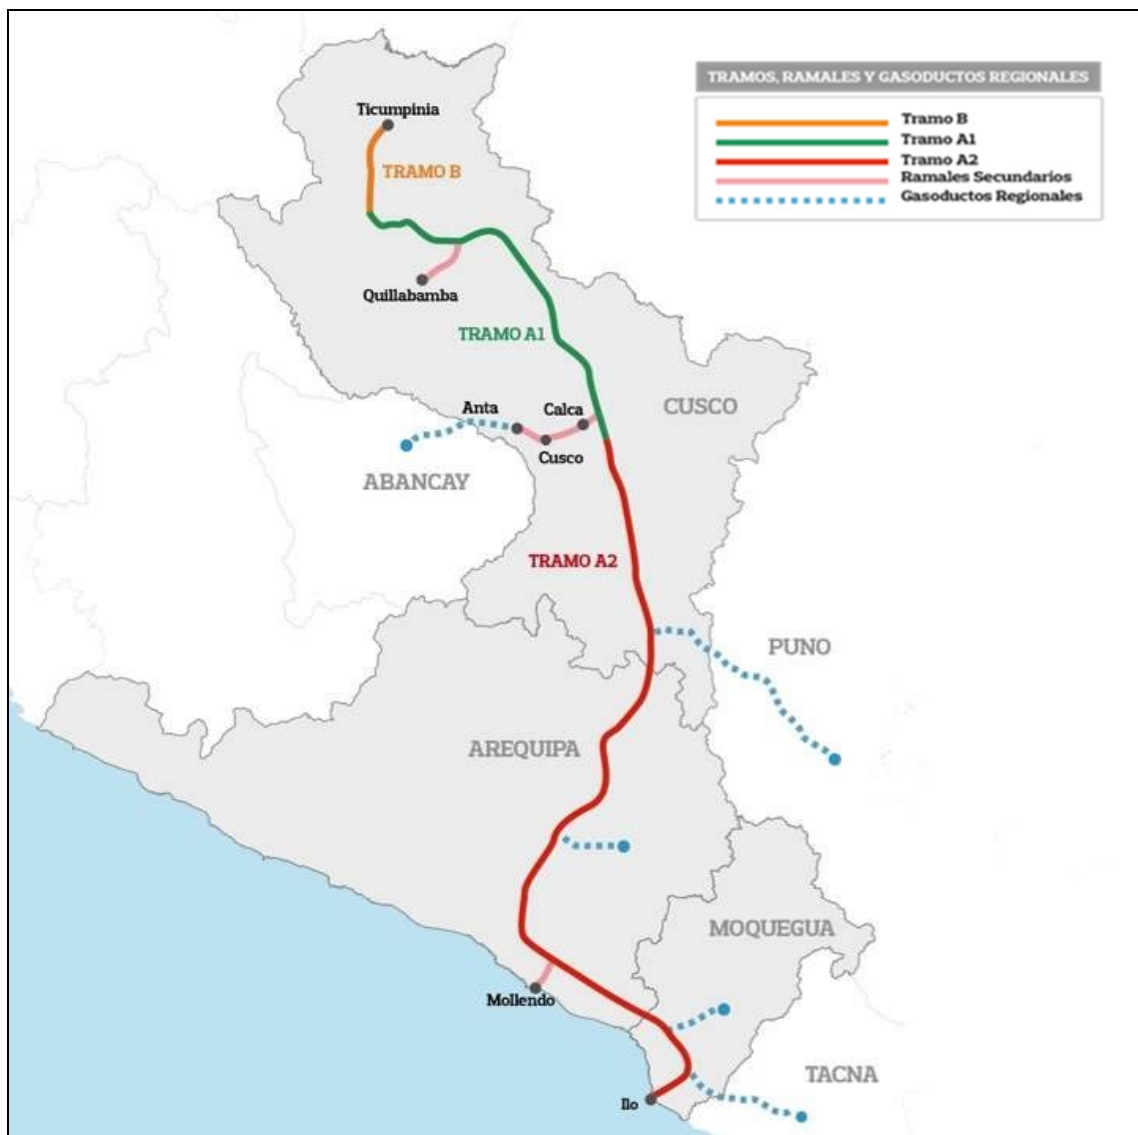 TRAMOS, RAMALES Y GASODUCTOS REGIONALES
Tramo B
Tramo A1
Tramo A2
Ramales Secundarios
Gasoductos Regionales
Ticumpinia
TRAMO B
Quillabamba
TRAMO A1
CUSCO
Anta
Calca
Cusco
ABANCAY
TRAMO A2
PUNO
AREQUIPA
MOQUEGUA
Mollendo
TACNA
Ilo